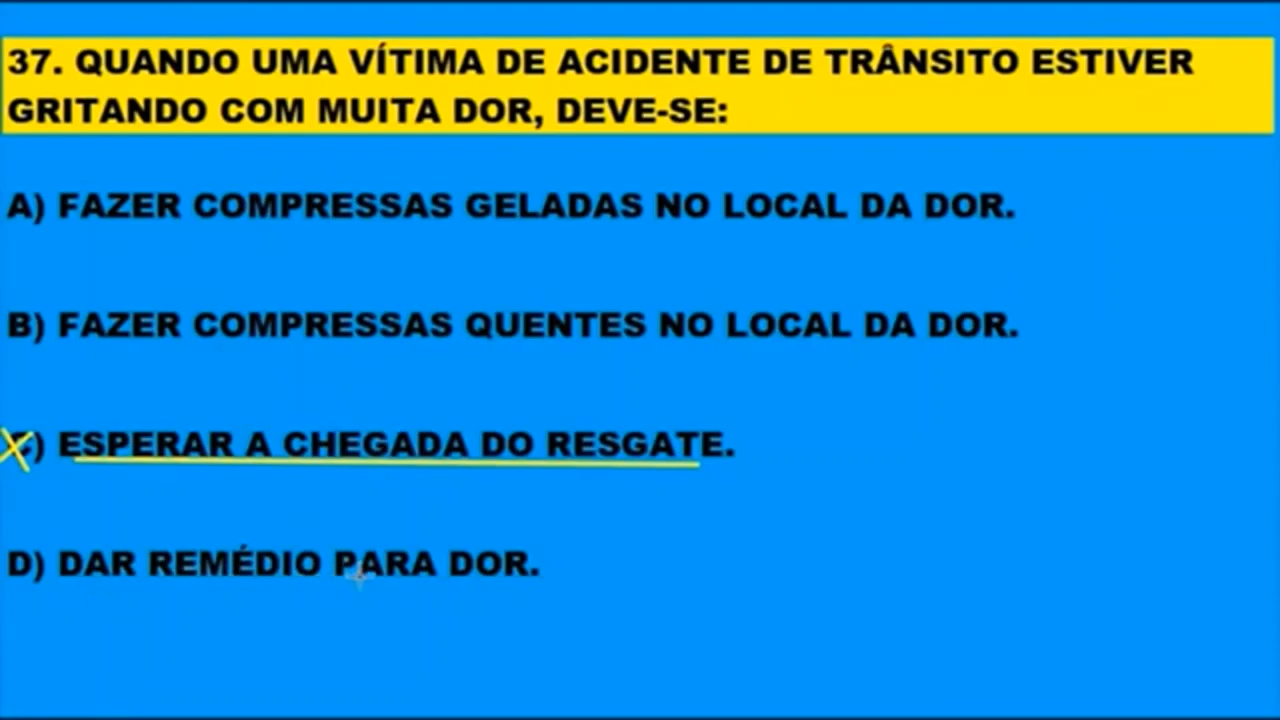 37. QUANDO UMA VÍTIMA DE ACIDENTE DE TRÂNSITO ESTIVER
GRITANDO COM MUITA DOR, DEVE-SE:
A) FAZER COMPRESSAS GELADAS NO LOCAL DA DOR.
B) FAZER COMPRESSAS QUENTES NO LOCAL DA DOR.
C) ESPERAR A CHEGADA DO RESGATE.
D) DAR REMÉDIO PARA DOR.